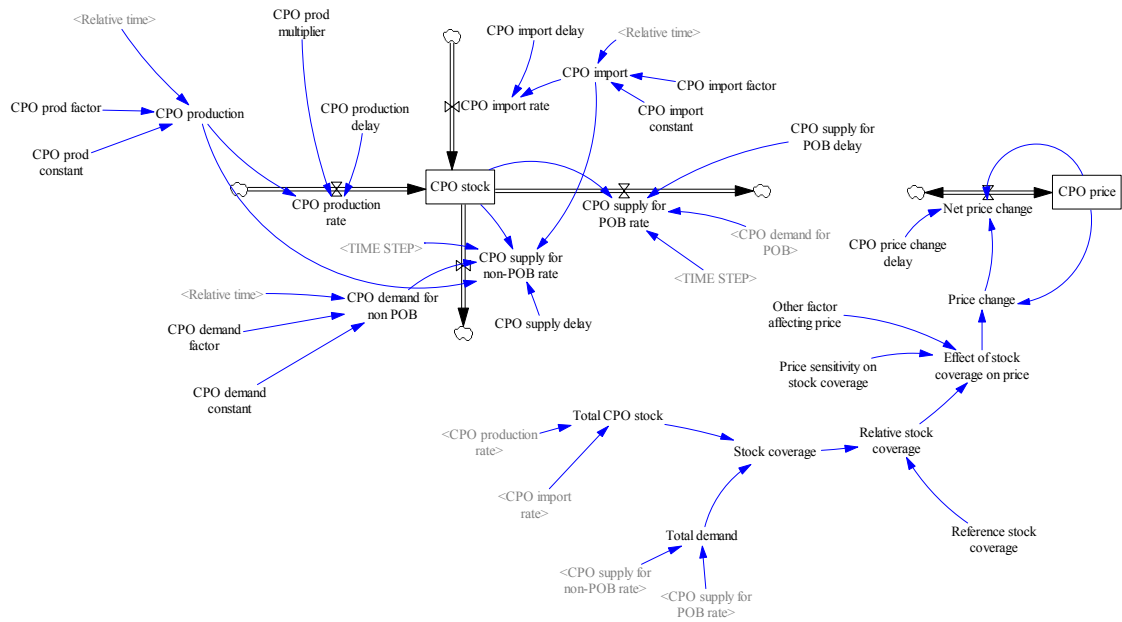 <Relative time>
CPO prod
multiplier
CPO import delay
<Relative time>
CPO import
CPO prod factor
CPO production
CPO production
delay
CPO import rate
CPO import factor
CPO import
constant
CPO prod
constant
CPO supply for
POB delay
CPO stock
CPO price
CPO production
rate
CPO supply for
POB rate
Net price change
<TIME STEP>
CPO supply for
non-POB rate
<CPO demand for
POB>
CPO price change
delay
<TIME STEP>
<Relative time>
CPO demand for
non POB
Price change
CPO supply delay
Other factor
affecting price
CPO demand
factor
Price sensitivity on
stock coverage
Effect of stock
coverage on price
CPO demand
constant
Total CPO stock
<CPO production
rate>
Stock coverage
Relative stock
coverage
<CPO import
rate>
Total demand
Reference stock
coverage
<CPO supply for
non-POB rate>
<CPO supply for
POB rate>